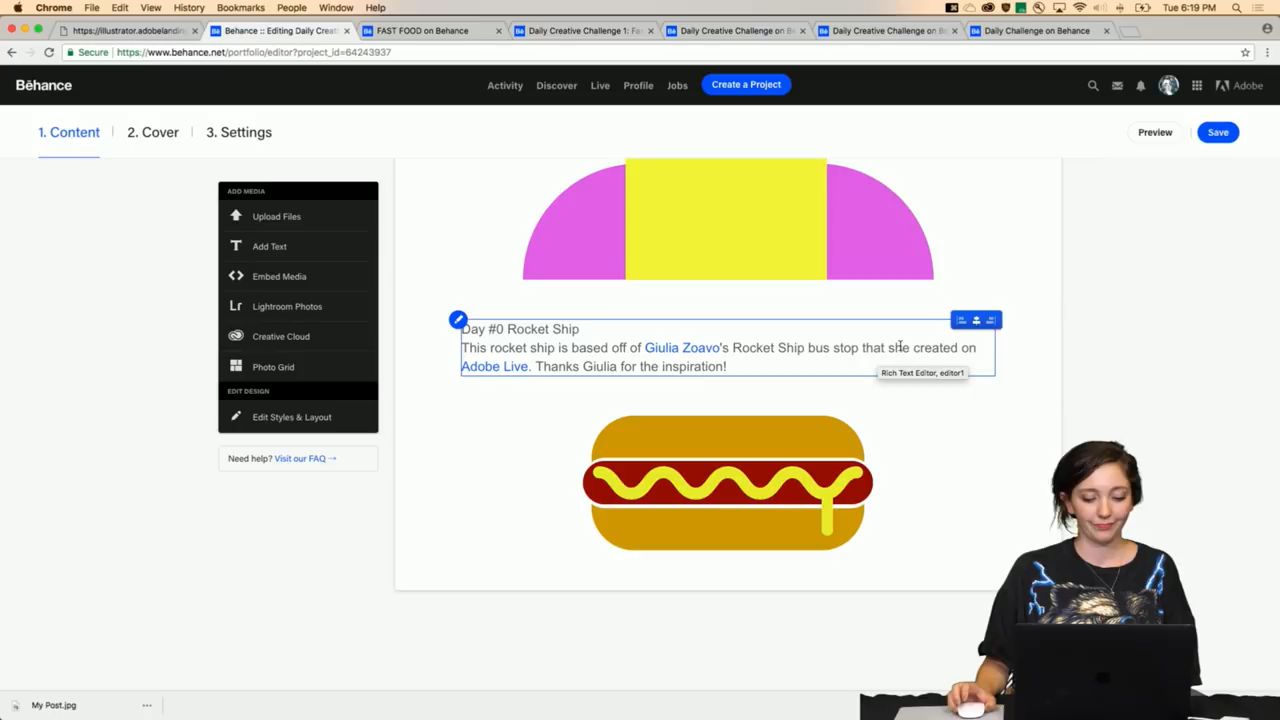 Chrome File Edit View History Bookmarks People Window Help
Tue 6:19 PM
https://illustrator.adobelandin
Behance :: Editing Daily Creat
FAST FOOD on Behance
Daily Creative Challenge 1: Fa
Daily Creative Challenge on B
Daily Creative Challenge on Be
Daily Challenge on Behance
Secure https://www.behance.net/portfolio/editor?project_id=64243937
Bēhance
Activity Discover Live Profile Jobs Create a Project
Adobe
1. Content 2. Cover 3. Settings
Preview Save
ADD MEDIA
Upload Files
Add Text
Embed Media
Lr Lightroom Photos
Creative Cloud
Photo Grid
EDIT DESIGN
Edit Styles & Layout
Need help? Visit our FAQ →
Day #0 Rocket Ship
This rocket ship is based off of Giulia Zoavo's Rocket Ship bus stop that she created on
Adobe Live. Thanks Giulia for the inspiration!
Rich Text Editor, editor1
My Post.jpg